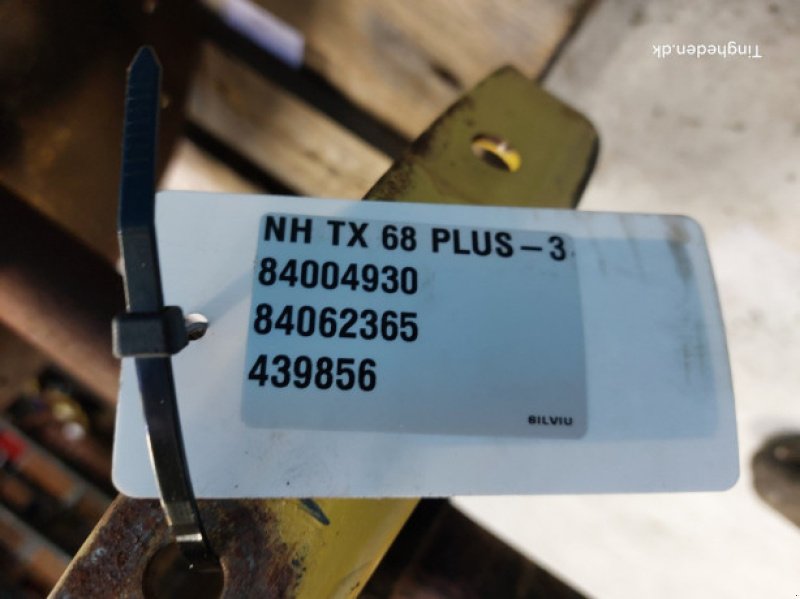 Tingheden.dk
NH TX 68 PLUS-3
84004930
84062365
439856
SILVIU